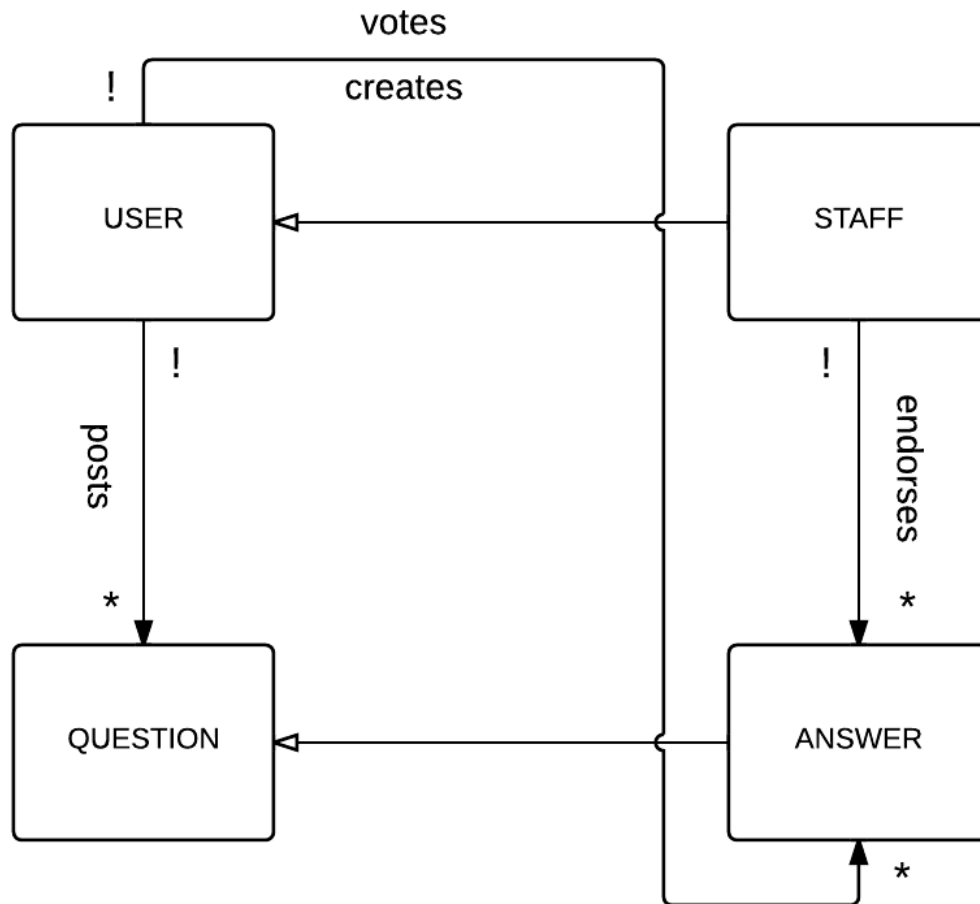 votes
!
creates
USER
STAFF
!
!
posts
endorses
*
*
QUESTION
ANSWER
*